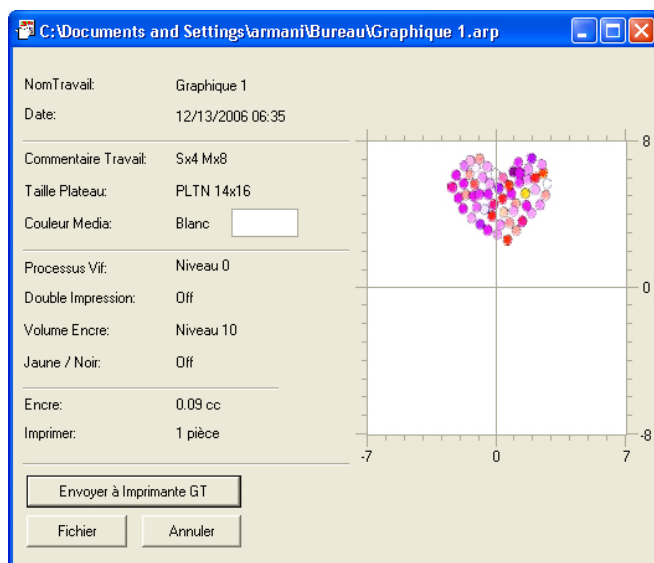 C:\Documents and Settings\armani\Bureau\Graphique 1.arp
NomTravail: Graphique 1
Date: 12/13/2006 06:35
Commentaire Travail: Sx4 Mx8
Taille Plateau: PLTN 14x16
Couleur Media: Blanc
Processus Vif: Niveau 0
Double Impression: Off
Volume Encre: Niveau 10
Jaune / Noir: Off
Encre: 0.09 cc
Imprimer: 1 pièce
Envoyer à Imprimante GT
Fichier Annuler
8
0
-8
-7 0 7